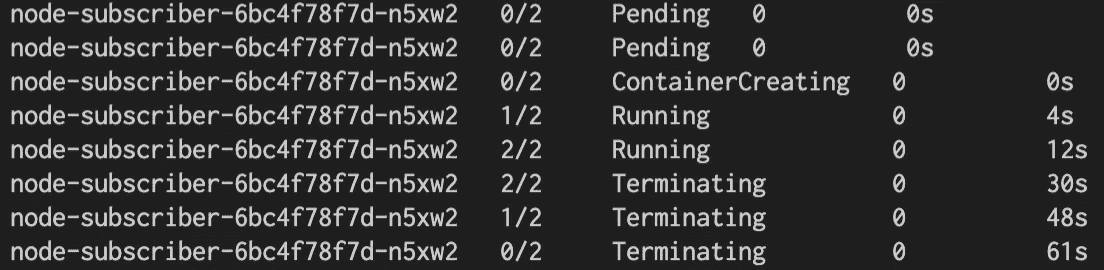 node-subscriber-6bc4f78f7d-n5xw2 0/2 Pending 0 0s
node-subscriber-6bc4f78f7d-n5xw2 0/2 Pending 0 0s
node-subscriber-6bc4f78f7d-n5xw2 0/2 ContainerCreating 0 0s
node-subscriber-6bc4f78f7d-n5xw2 1/2 Running 0 4s
node-subscriber-6bc4f78f7d-n5xw2 2/2 Running 0 12s
node-subscriber-6bc4f78f7d-n5xw2 2/2 Terminating 0 30s
node-subscriber-6bc4f78f7d-n5xw2 1/2 Terminating 0 48s
node-subscriber-6bc4f78f7d-n5xw2 0/2 Terminating 0 61s